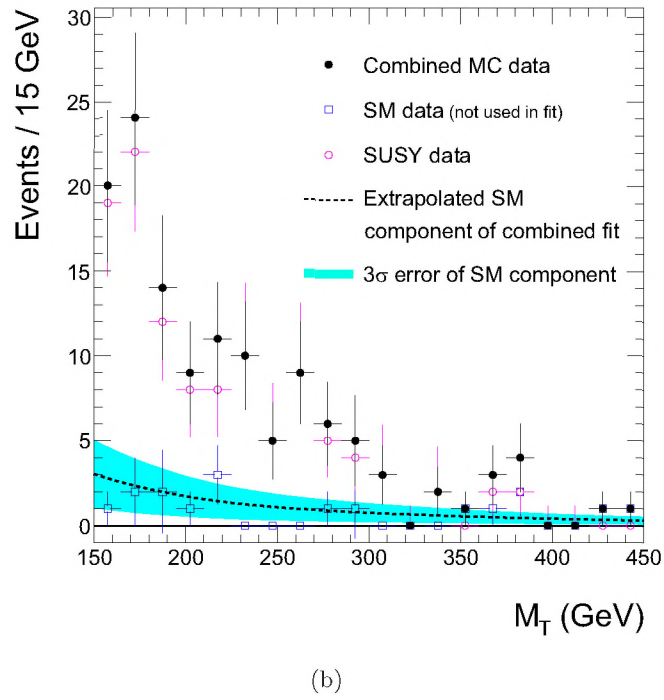 Events / 15 GeV
30
25
20
15
10
5
0
Combined MC data
SM data (not used in fit)
SUSY data
Extrapolated SM
component of combined fit
3σ error of SM component
150 200 250 300 350 400 450
M_T (GeV)
(b)